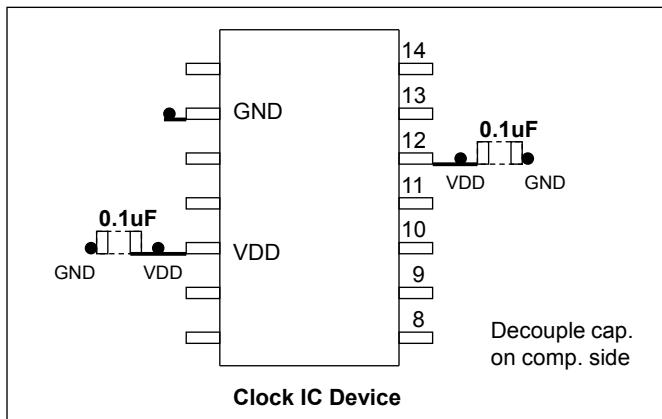 14
13
GND
12
0.1uF
VDD
GND
11
0.1uF
10
VDD
GND
VDD
9
8
Decouple cap.
on comp. side
Clock IC Device